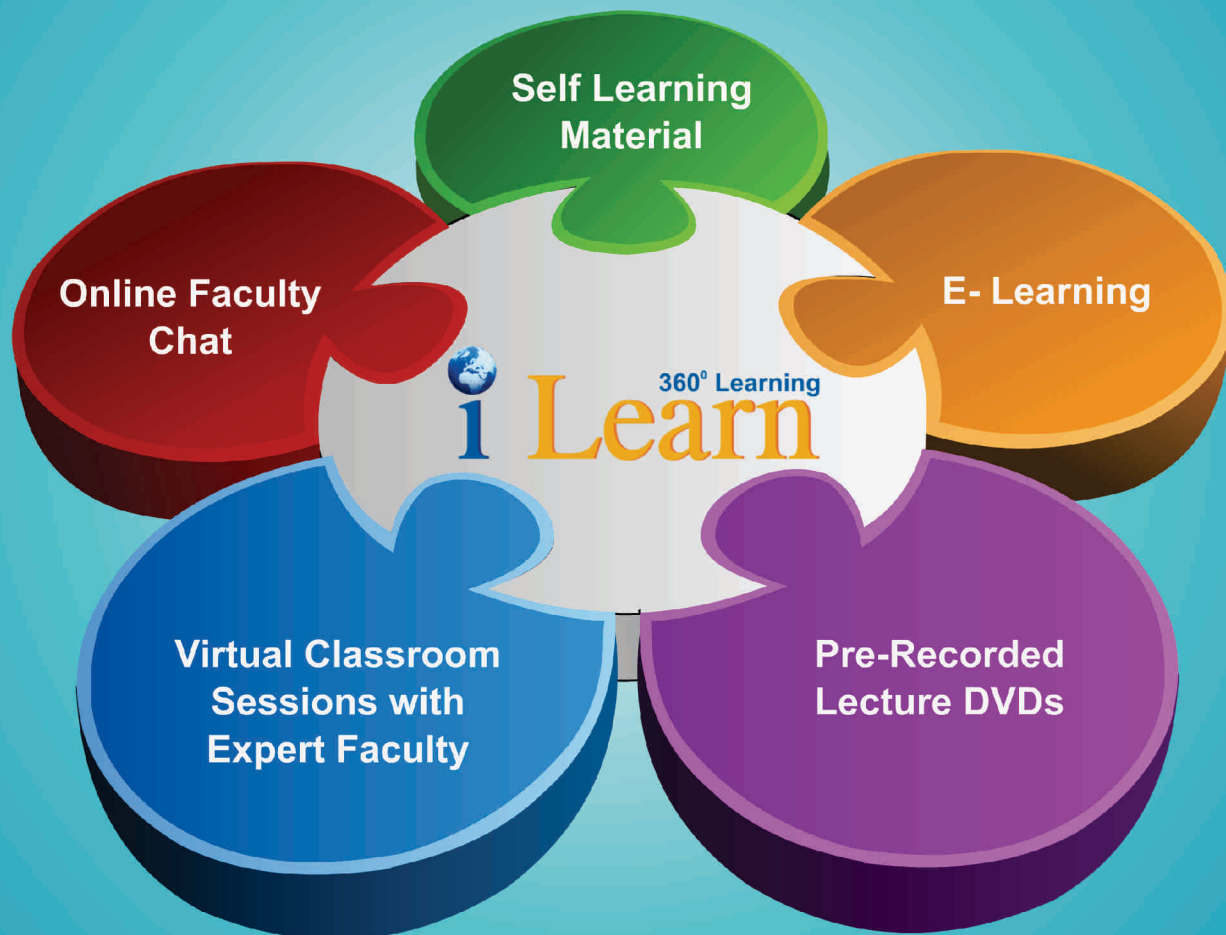 Self Learning
Material
Online Faculty
Chat
E- Learning
360⁰ Learning
i Learn
Virtual Classroom
Sessions with
Expert Faculty
Pre-Recorded
Lecture DVDs